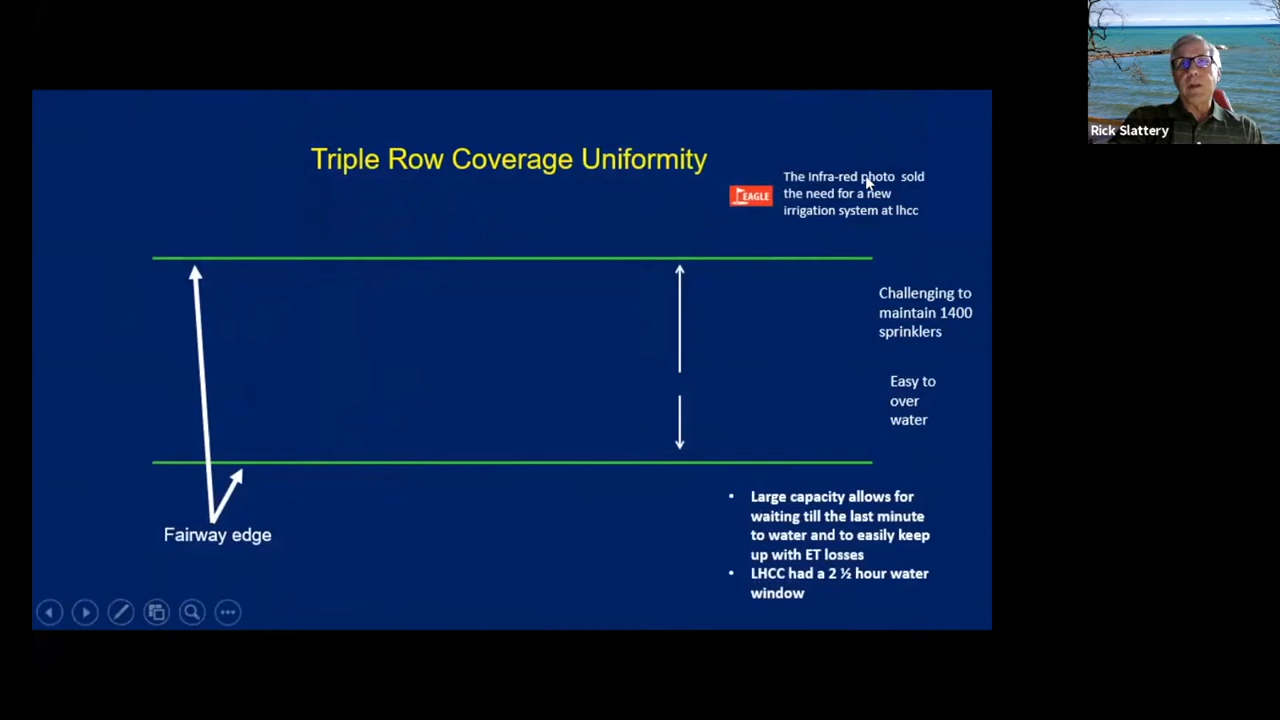 Rick Slattery
Triple Row Coverage Uniformity
EAGLE
The Infra-red photo sold
the need for a new
irrigation system at lhcc
Challenging to
maintain 1400
sprinklers
Easy to
over
water
Fairway edge
• Large capacity allows for
waiting till the last minute
to water and to easily keep
up with ET losses
• LHCC had a 2 ½ hour water
window